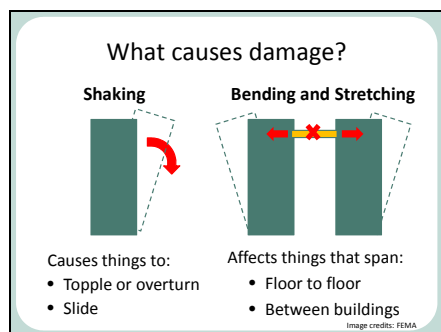 What causes damage?
Shaking
Causes things to:
• Topple or overturn
• Slide
Bending and Stretching
Affects things that span:
• Floor to floor
• Between buildings
Image credits: FEMA